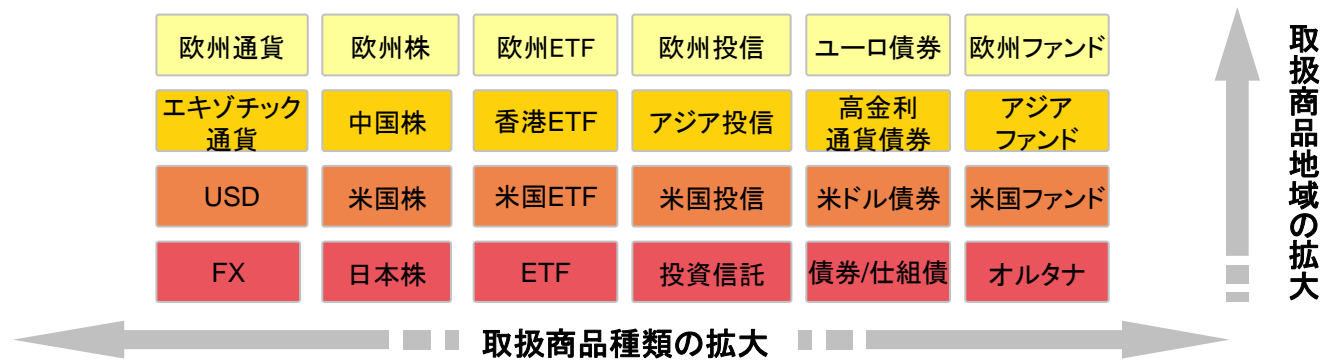 欧州通貨
欧州株
欧州ETF
欧州投信
ユーロ債券
欧州ファンド
エキゾチック
通貨
中国株
香港ETF
アジア投信
高金利
通貨債券
アジア
ファンド
USD
米国株
米国ETF
米国投信
米ドル債券
米国ファンド
FX
日本株
ETF
投資信託
債券/仕組債
オルタナ
取扱商品種類の拡大
取扱商品地域の拡大